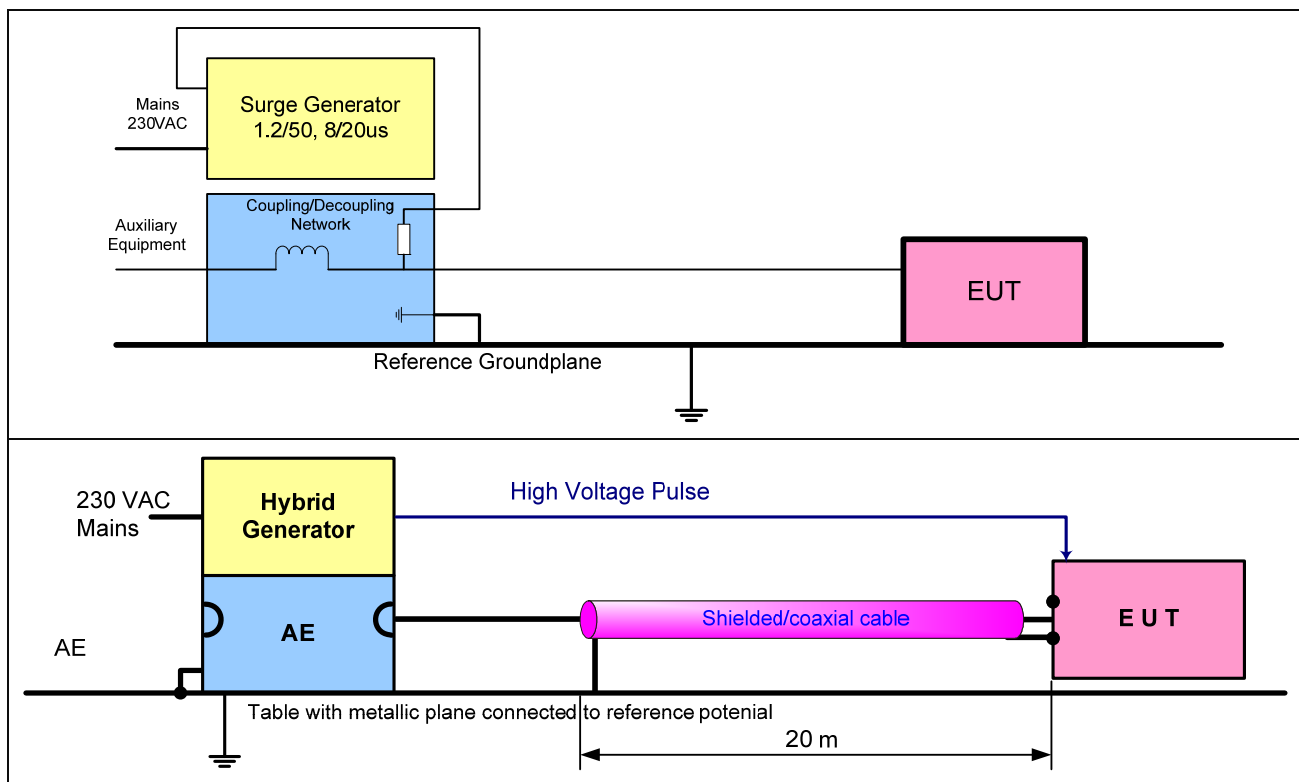 Surge Generator
1.2/50, 8/20us
Mains
230VAC
Coupling/Decoupling
Network
Auxiliary
Equipment
EUT
Reference Groundplane
230 VAC
Mains
Hybrid
Generator
High Voltage Pulse
AE
AE
Shielded/coaxial cable
E U T
Table with metallic plane connected to reference potenial
20 m